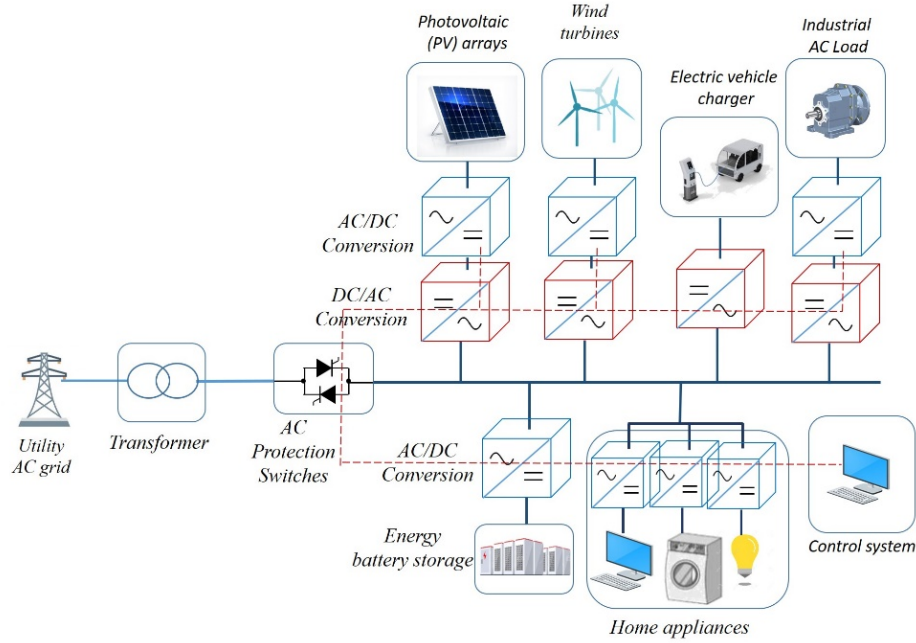 Photovoltaic
(PV) arrays
Wind
turbines
Electric vehicle
charger
Industrial
AC Load
AC/DC
Conversion
DC/AC
Conversion
Utility
AC grid
Transformer
AC
Protection
Switches
AC/DC
Conversion
Energy
battery storage
Home appliances
Control system